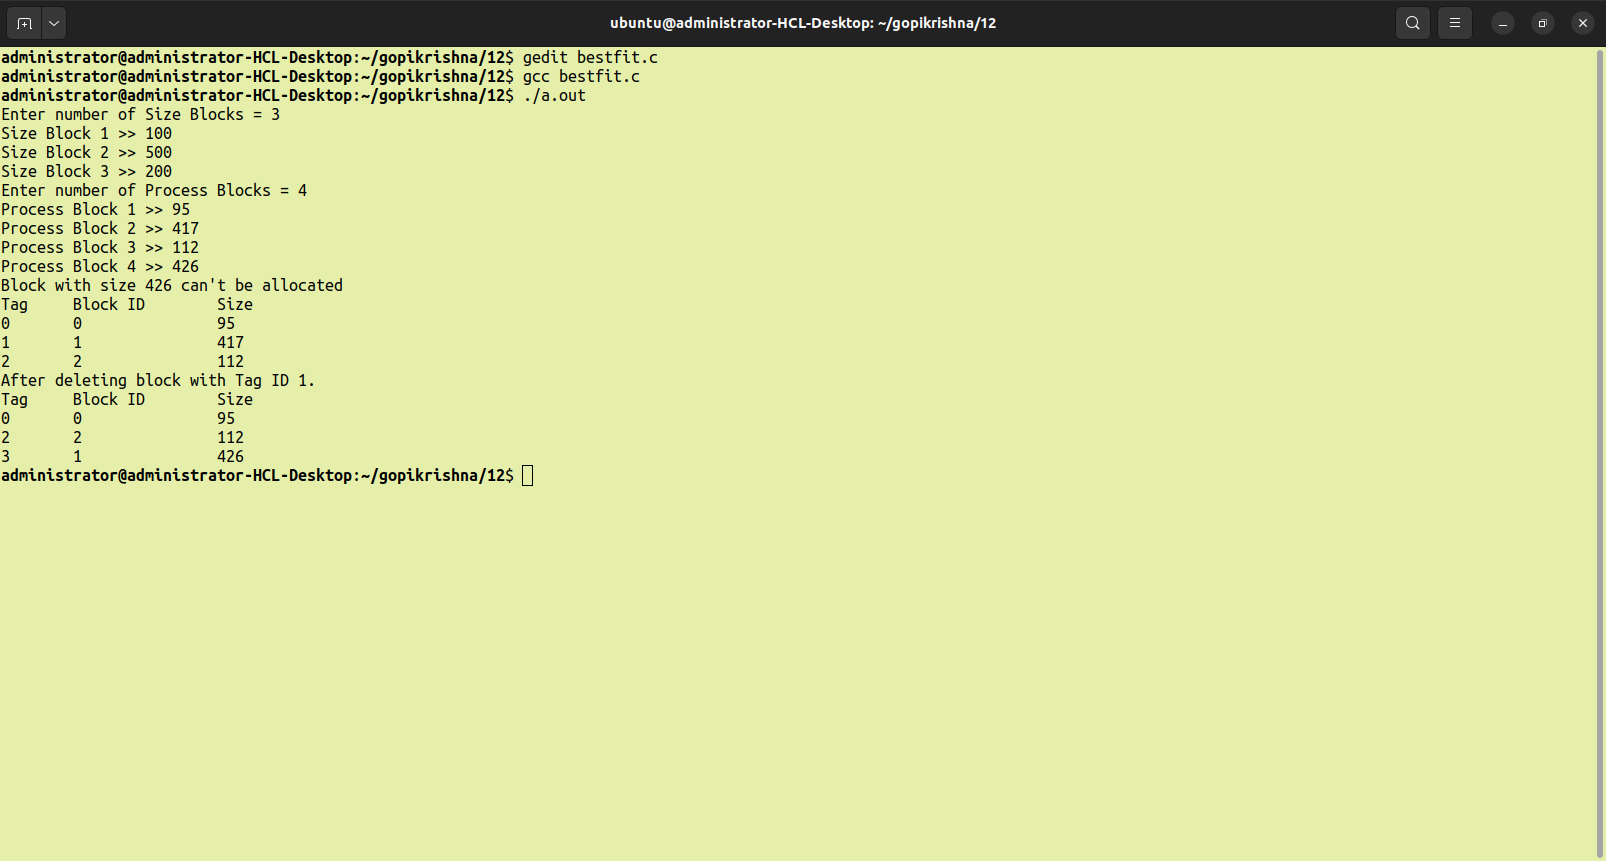 ubuntu@administrator-HCL-Desktop: ~/gopikrishna/12
administrator@administrator-HCL-Desktop:~/gopikrishna/12$ gedit bestfit.c
administrator@administrator-HCL-Desktop:~/gopikrishna/12$ gcc bestfit.c
administrator@administrator-HCL-Desktop:~/gopikrishna/12$ ./a.out
Enter number of Size Blocks = 3
Size Block 1 >> 100
Size Block 2 >> 500
Size Block 3 >> 200
Enter number of Process Blocks = 4
Process Block 1 >> 95
Process Block 2 >> 417
Process Block 3 >> 112
Process Block 4 >> 426
Block with size 426 can't be allocated
Tag     Block ID        Size
0       0               95
1       1               417
2       2               112
After deleting block with Tag ID 1.
Tag     Block ID        Size
0       0               95
2       2               112
3       1               426
administrator@administrator-HCL-Desktop:~/gopikrishna/12$